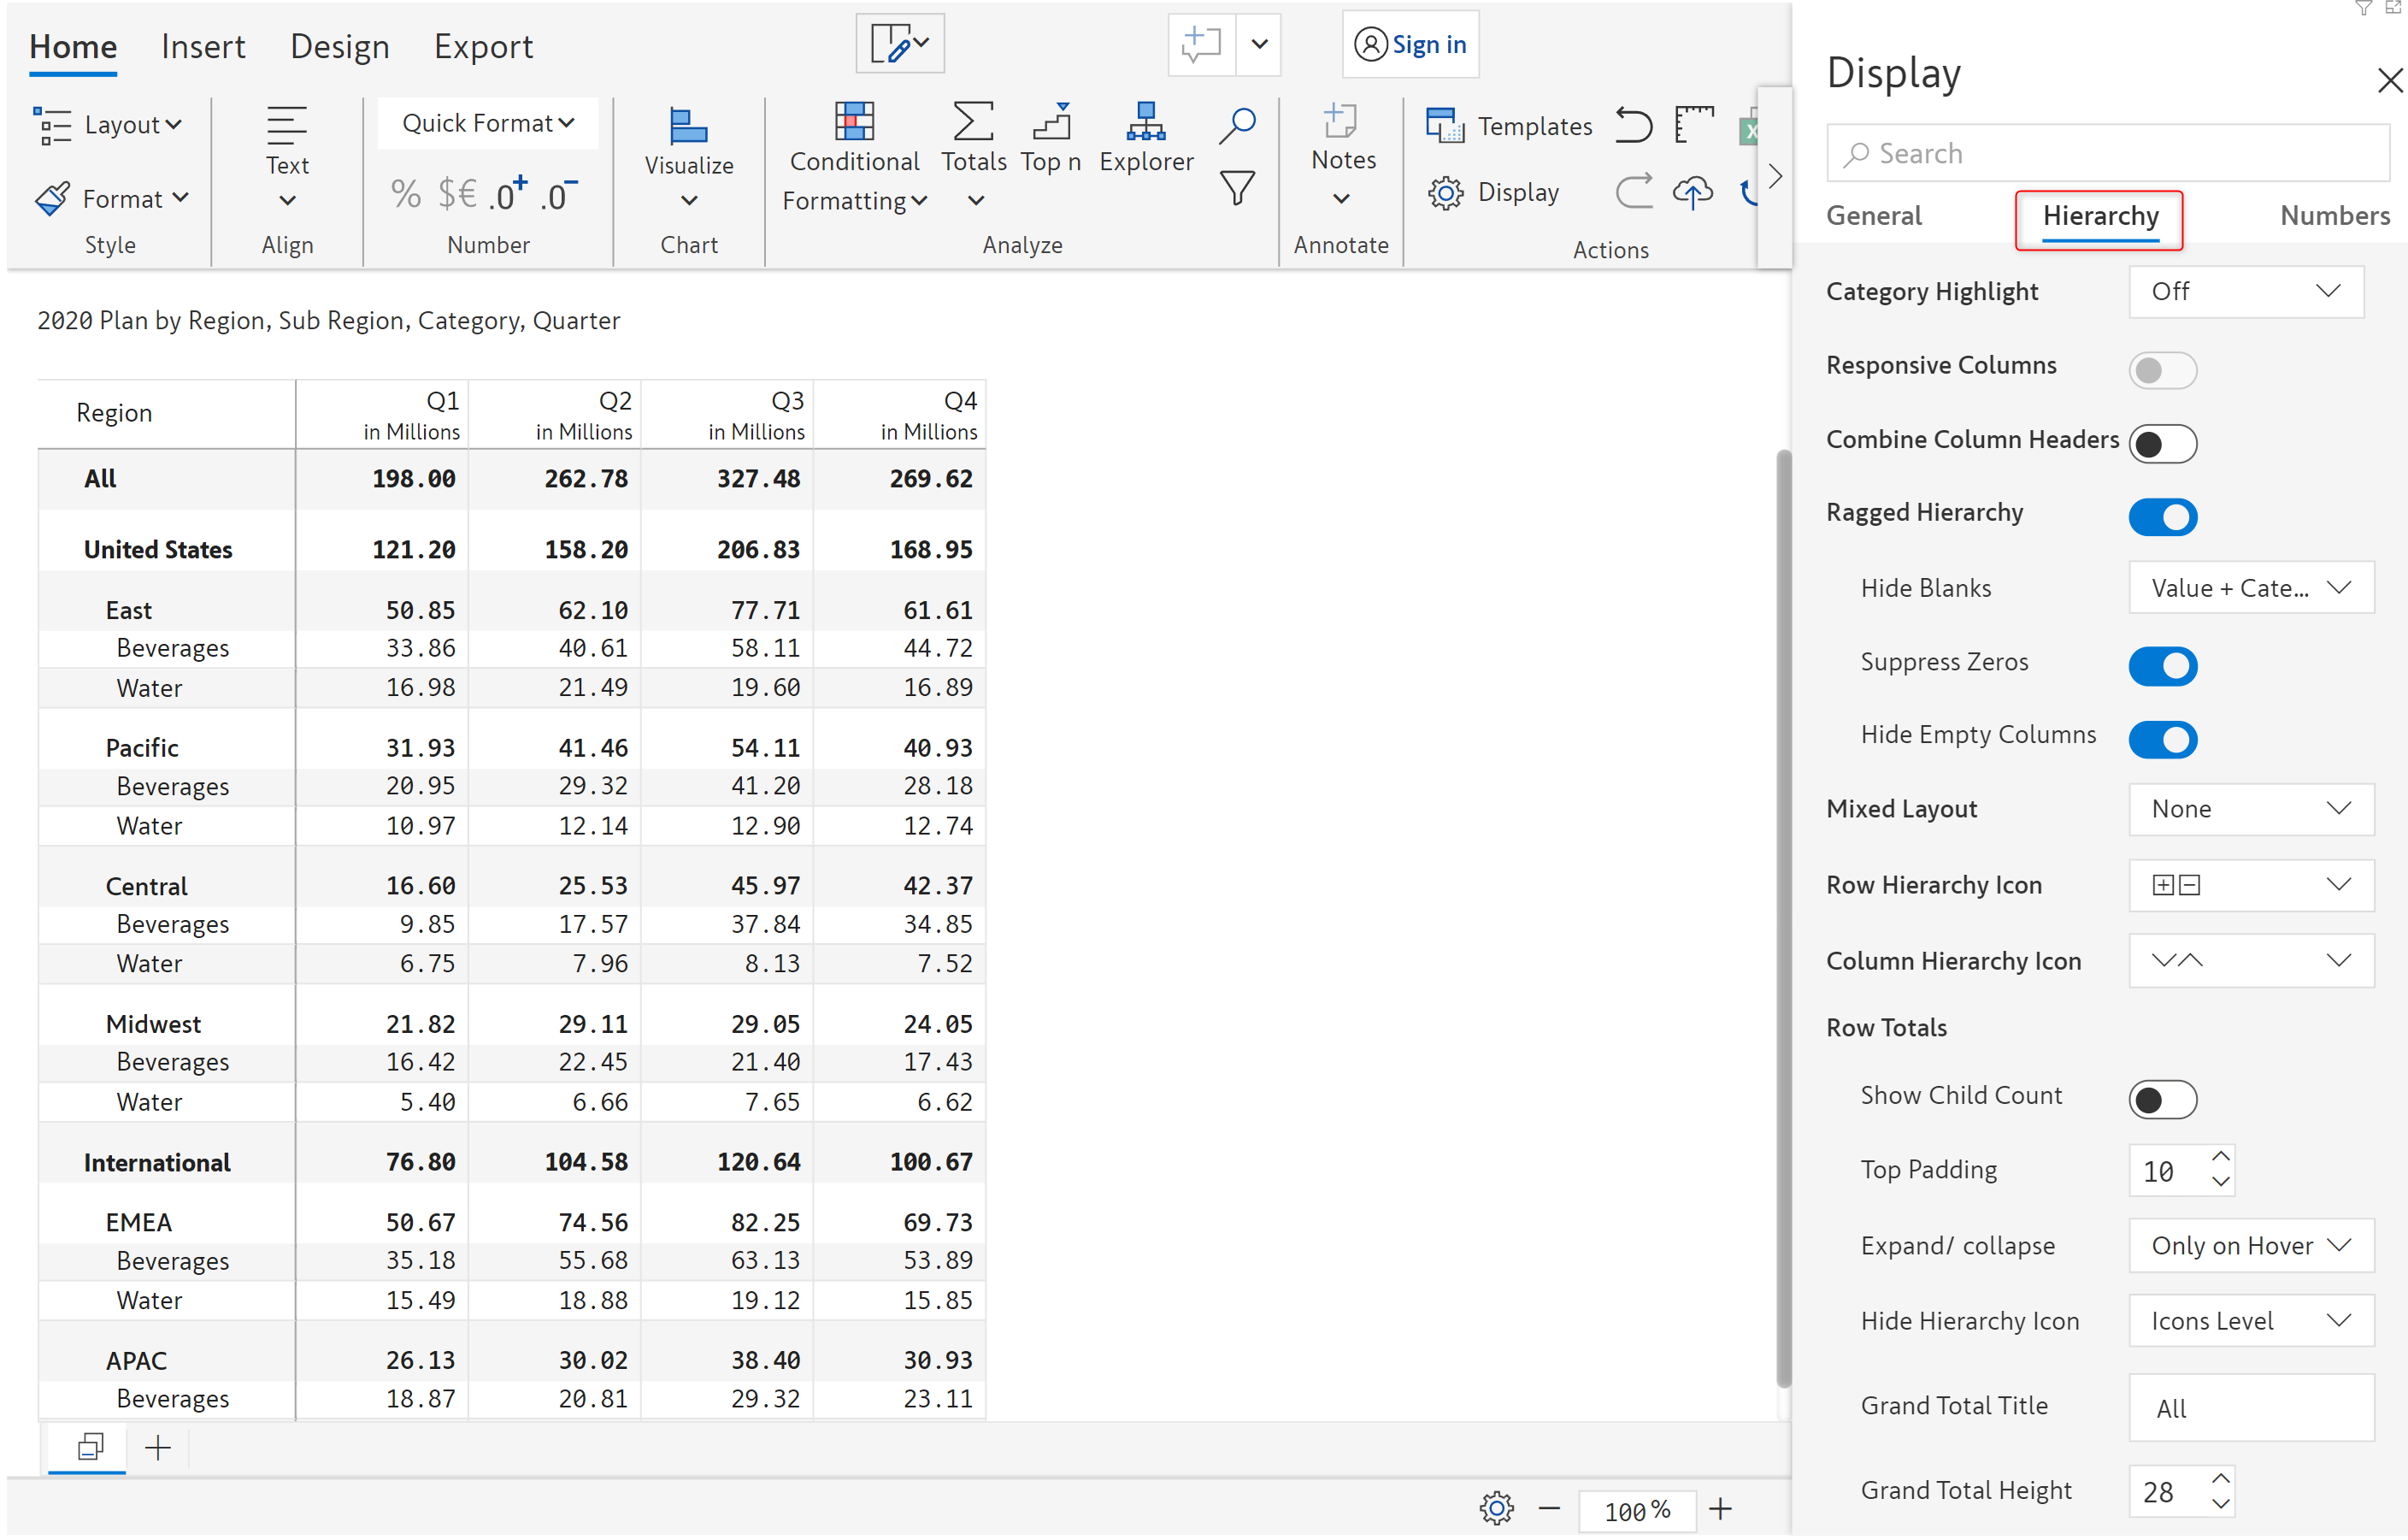 Home Insert Design Export Sign in
Layout Format Style
Text Align
Quick Format % $€ .0+ .0− Number
Visualize Chart
Conditional Formatting Totals Top n Explorer Analyze
Notes Annotate
Templates Display Actions
2020 Plan by Region, Sub Region, Category, Quarter
Region Q1 Q2 Q3 Q4
in Millions in Millions in Millions in Millions
All 198.00 262.78 327.48 269.62
United States 121.20 158.20 206.83 168.95
East 50.85 62.10 77.71 61.61
Beverages 33.86 40.61 58.11 44.72
Water 16.98 21.49 19.60 16.89
Pacific 31.93 41.46 54.11 40.93
Beverages 20.95 29.32 41.20 28.18
Water 10.97 12.14 12.90 12.74
Central 16.60 25.53 45.97 42.37
Beverages 9.85 17.57 37.84 34.85
Water 6.75 7.96 8.13 7.52
Midwest 21.82 29.11 29.05 24.05
Beverages 16.42 22.45 21.40 17.43
Water 5.40 6.66 7.65 6.62
International 76.80 104.58 120.64 100.67
EMEA 50.67 74.56 82.25 69.73
Beverages 35.18 55.68 63.13 53.89
Water 15.49 18.88 19.12 15.85
APAC 26.13 30.02 38.40 30.93
Beverages 18.87 20.81 29.32 23.11
100 %
Display
Search
General Hierarchy Numbers
Category Highlight Off
Responsive Columns
Combine Column Headers
Ragged Hierarchy
Hide Blanks Value + Cate...
Suppress Zeros
Hide Empty Columns
Mixed Layout None
Row Hierarchy Icon
Column Hierarchy Icon
Row Totals
Show Child Count
Top Padding 10
Expand/ collapse Only on Hover
Hide Hierarchy Icon Icons Level
Grand Total Title All
Grand Total Height 28